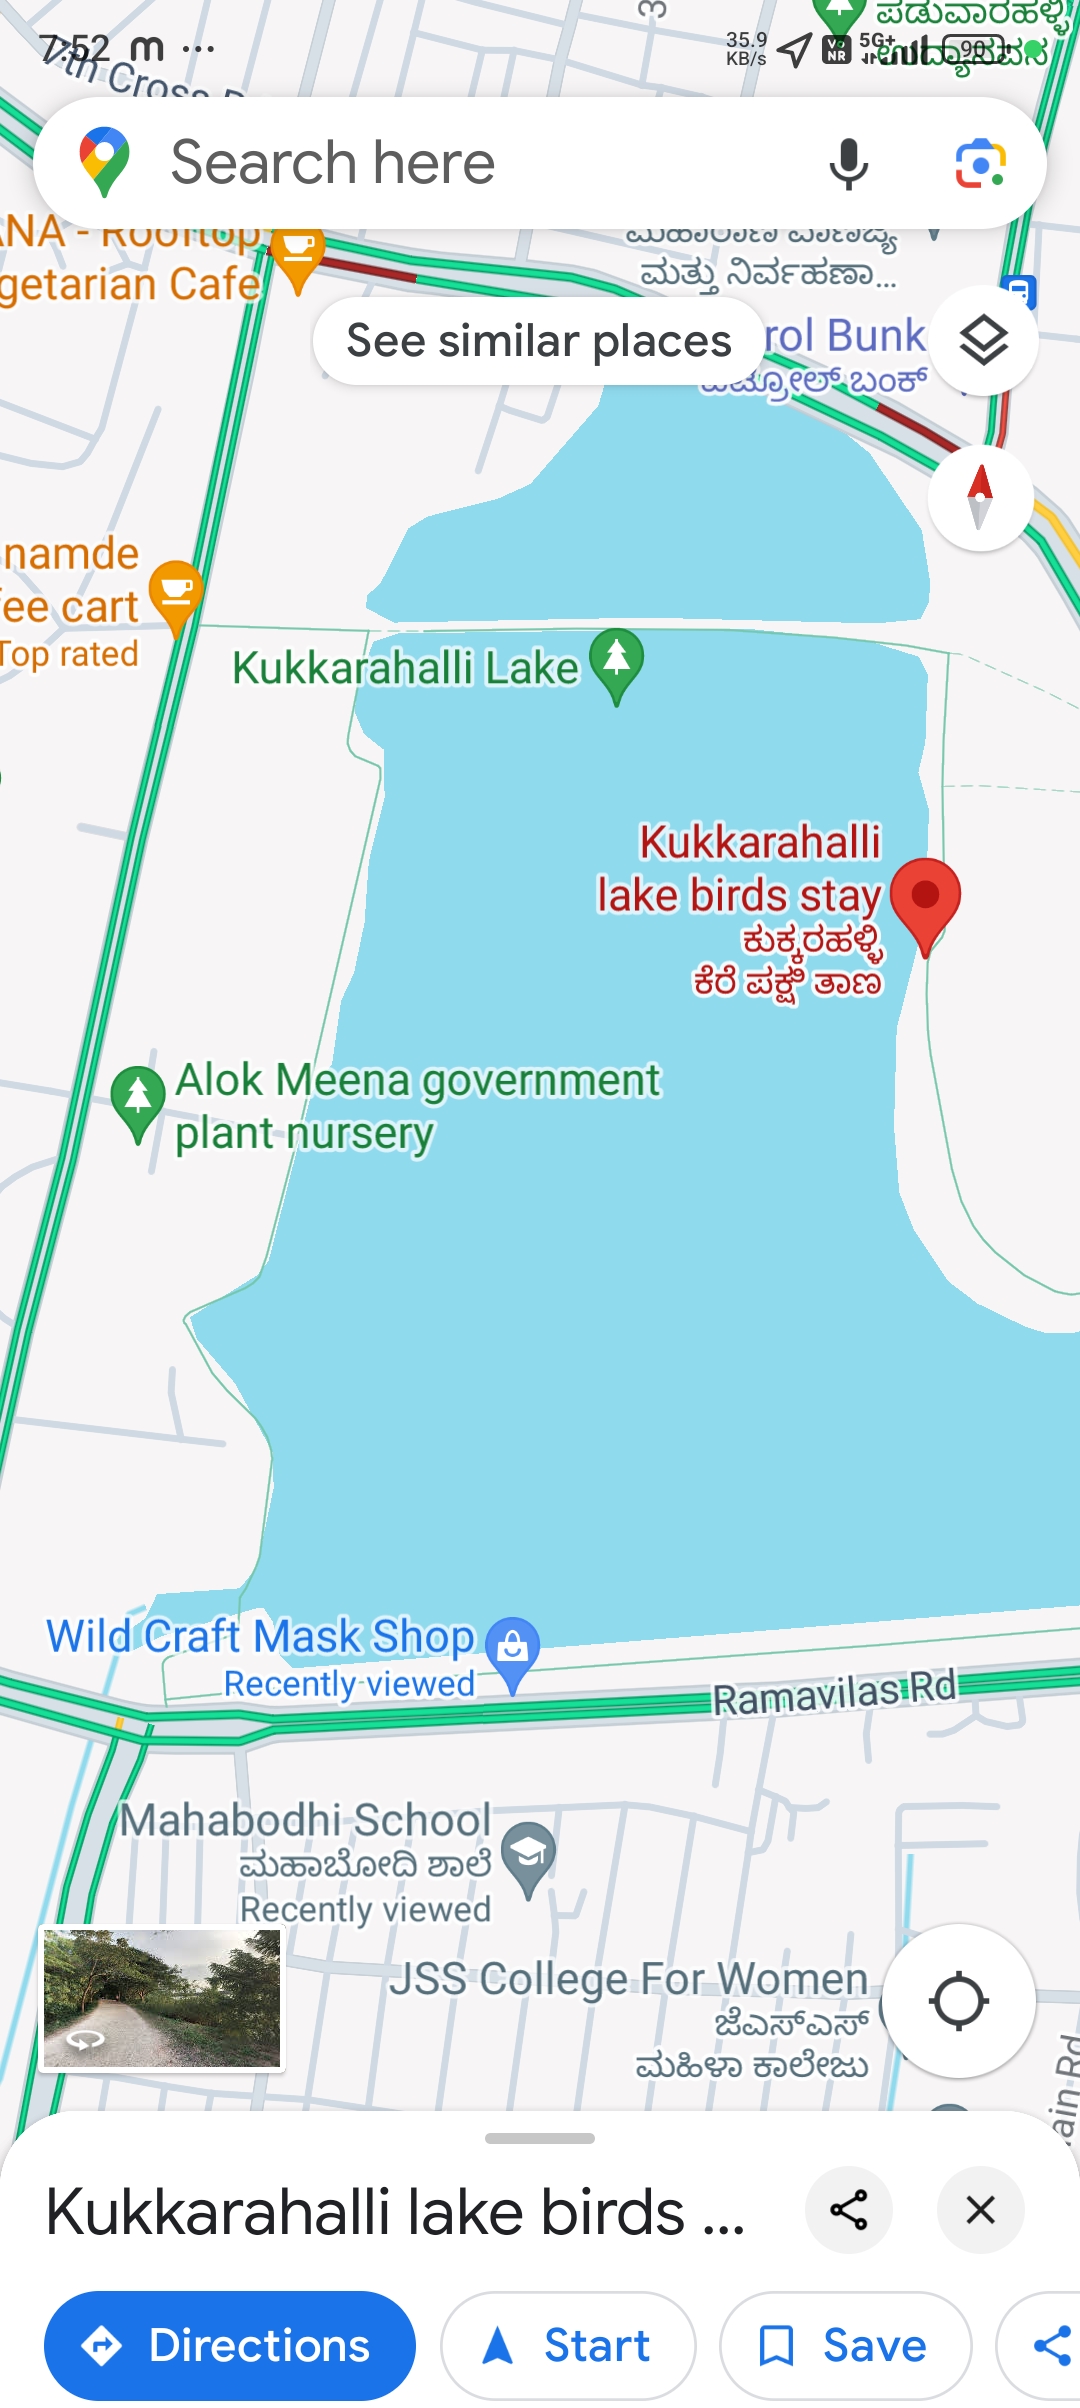 7:52 m ...
35.9
KB/s
5G+
90
7th Cross
ಪಡುವಾರಹಳ್ಳಿ
ಉದ್ಯಾನವನ
Search here
ANA - Rooftop
getarian Cafe
ಮಹಾರಾಣಿ ವಾಣಿಜ್ಯ
ಮತ್ತು ನಿರ್ವಹಣಾ...
See similar places
rol Bunk
ಪೆಟ್ರೋಲ್ ಬಂಕ್
namde
fee cart
Top rated
Kukkarahalli Lake
Kukkarahalli
lake birds stay
ಕುಕ್ಕರಹಳ್ಳಿ
ಕೆರೆ ಪಕ್ಷಿ ತಾಣ
Alok Meena government
plant nursery
Wild Craft Mask Shop
Recently viewed
Ramavilas Rd
Mahabodhi School
ಮಹಾಬೋದಿ ಶಾಲೆ
Recently viewed
JSS College For Women
ಜೆಎಸ್ಎಸ್
ಮಹಿಳಾ ಕಾಲೇಜು
ain Rd
Kukkarahalli lake birds ...
Directions
Start
Save